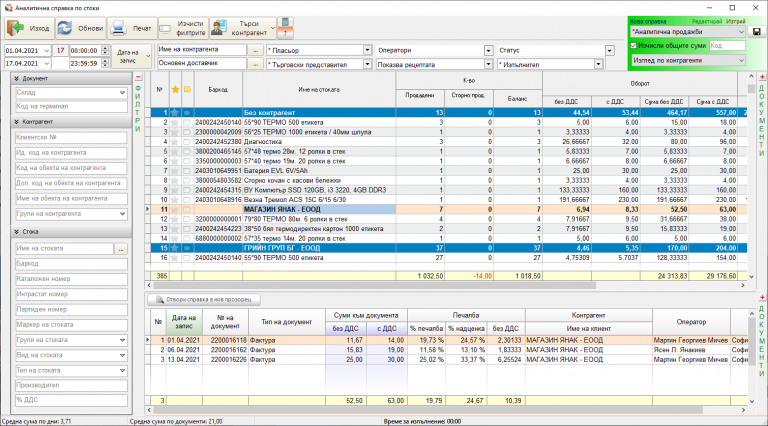 Аналитична справка по стоки
Изход Обнови Печат Изчисти филтрите Търси контрагент
Нова справка Редактирай Изтрий
*Аналитична продажби
Изчисли общите суми Код
Изглед по контрагенти
01.04.2021 17 00:00:00 Дата на запис Име на контрагента ... * Пласьор Оператори Статус
17.04.2021 23:59:59 Основен доставчик ... * Търговски представител Показва рецептата * Изпълнител
Документ
Склад
Код на терминал
Контрагент
Клиентски №
Ид. код на контрагента
Код на обекта на контрагента
Доп. код на обекта на контрагента
Име на обекта на контрагента
Групи на контрагента
Стока
Име на стоката ...
Баркод
Каталожен номер
Интрастат номер
Партиден номер
Маркер на стоката
Групи на стоката
Вид на стоката
Тип на стоката
Производител
% ДДС
ФИЛТРИ
№ Баркод Име на стоката К-во Оборот
Продадени Сторно прод. Баланс без ДДС с ДДС Сума без ДДС Сума с ДДС
1 Без контрагент 13 0 13 44,54 53,44 464,17 557,00
2 2400242450140 55*90 ТЕРМО 500 етикета 3 0 3 5,00 6,00 15,00 18,00
3 2300000042009 56*25 ТЕРМО 1000 етикета / 40мм шпула 1 0 1 3,33333 4,00 3,33333 4,00
4 2400242452380 Диагностика 3 0 3 26,66667 32,00 80,00 96,00
5 3800200465145 57*48 термо 28м. 12 ролки в стек 1 0 1 5,83333 7,00 5,83333 7,00
6 3355000000003 57*40 термо 19м. 20 ролки в стек 1 0 1 6,66667 8,00 6,66667 8,00
7 2403010649951 Батерия EVL 6V/5Ah 1 0 1 25,00 30,00 25,00 30,00
8 3800054803682 Сторно кочан с касови бележки 1 0 1 3,33333 4,00 3,33333 4,00
9 2400242454315 ВУ Компютър SSD 120GB, i3 3220, 4GB DDR3 1 0 1 133,33333 160,00 133,33333 160,00
10 2403010648916 Везна Тремол ACS 15C 6/15 6/30 1 0 1 191,66667 230,00 191,66667 230,00
11 МАГАЗИН ЯНАК - ЕООД 7 0 7 6,94 8,33 52,50 63,00
12 3200000000001 79*80 ТЕРМО 80м. 6 ролки в стек 4 0 4 7,91667 9,50 31,66667 38,00
13 2400242454223 38*50 бял термодиректен картон 1000 етикета 2 0 2 7,91667 9,50 15,83333 19,00
14 6880000000002 57*35 термо 14м. 20 ролки в стек 1 0 1 5,00 6,00 5,00 6,00
15 ГРИЙН ГРУП БГ - ЕООД 37 0 37 4,46 5,35 170,00 204,00
16 2400242450140 55*90 ТЕРМО 500 етикета 27 0 27 4,75309 5,7037 128,33333 154,00
385 1 032,50 -14,00 1 018,50 24 313,83 29 176,60
ДОКУМЕНТИ
Отвори справка в нов прозорец
№ Дата на запис № на документ Тип на документ Суми към документа Печалба Контрагент Оператор
без ДДС с ДДС % печалба % надценка без ДДС Име на клиент
1 01.04.2021 2200016118 Фактура 11,67 14,00 19,73 % 24,57 % 2,30133 МАГАЗИН ЯНАК - ЕООД Мартин Георгиев Мичев Софи
2 06.04.2021 2200016162 Фактура 15,83 19,00 11,58 % 13,10 % 1,83333 МАГАЗИН ЯНАК - ЕООД Ясен Л. Янакиев Софи
3 13.04.2021 2200016226 Фактура 25,00 30,00 25,02 % 33,37 % 6,25524 МАГАЗИН ЯНАК - ЕООД Мартин Георгиев Мичев Софи
3 52,50 63,00 19,79 24,67 10,39
ДОКУМЕНТИ
Средна сума по дни: 3,71 Средна сума по документи: 21,00 Време за изпълнение: 00:00